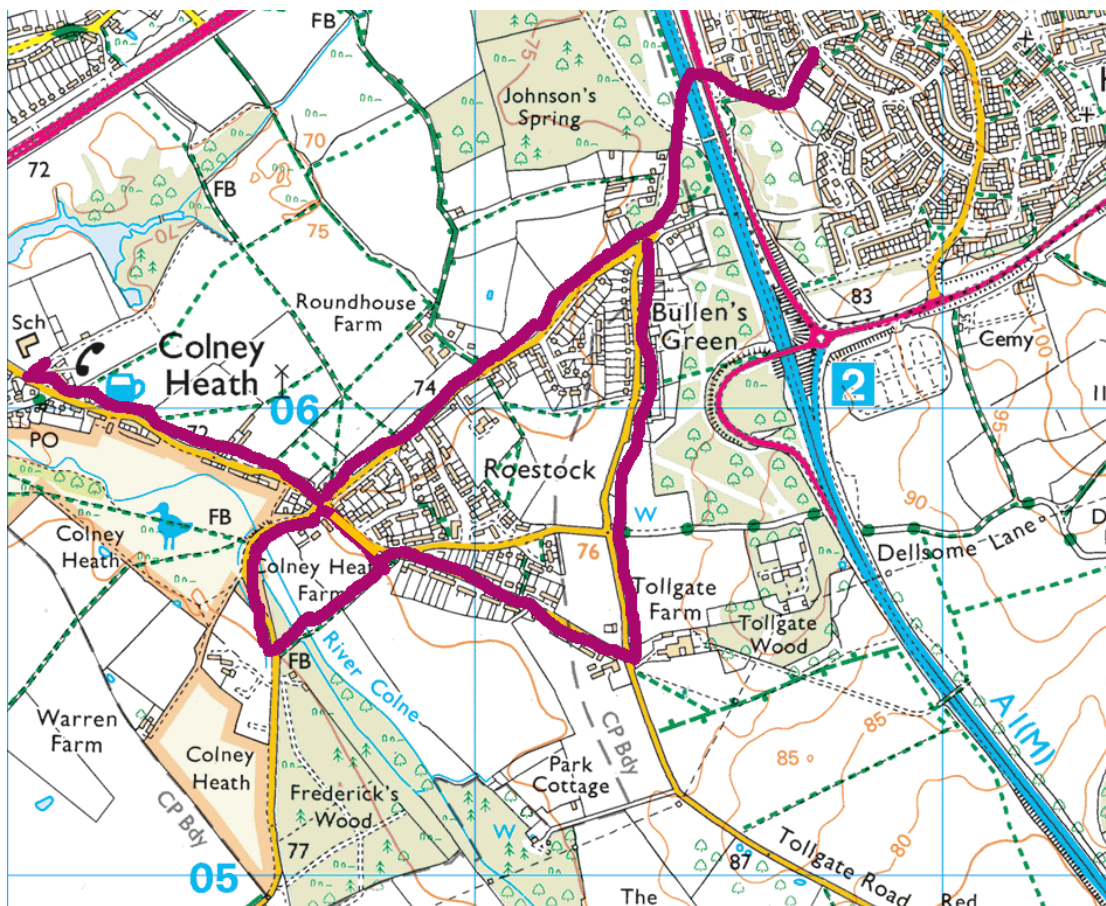 FB
75
Johnson's
Spring
72
70
FB
75
70
Roundhouse
Farm
Sch
Colney
Heath
06
74
Bullen's
Green
83
2
Cemy
100
95
PO
72
Roestock
W
90
Dellsome Lane
FB
Colney
Heath
Colney Heath
Farm
76
Tollgate
Farm
Tollgate
Wood
FB
River Colne
Warren
Farm
Colney
Heath
CP Bdy
CP Bdy
A1(M)
85
85
Park
Cottage
Frederick's
Wood
W
77
05
87
80
Tollgate Road
The
Red